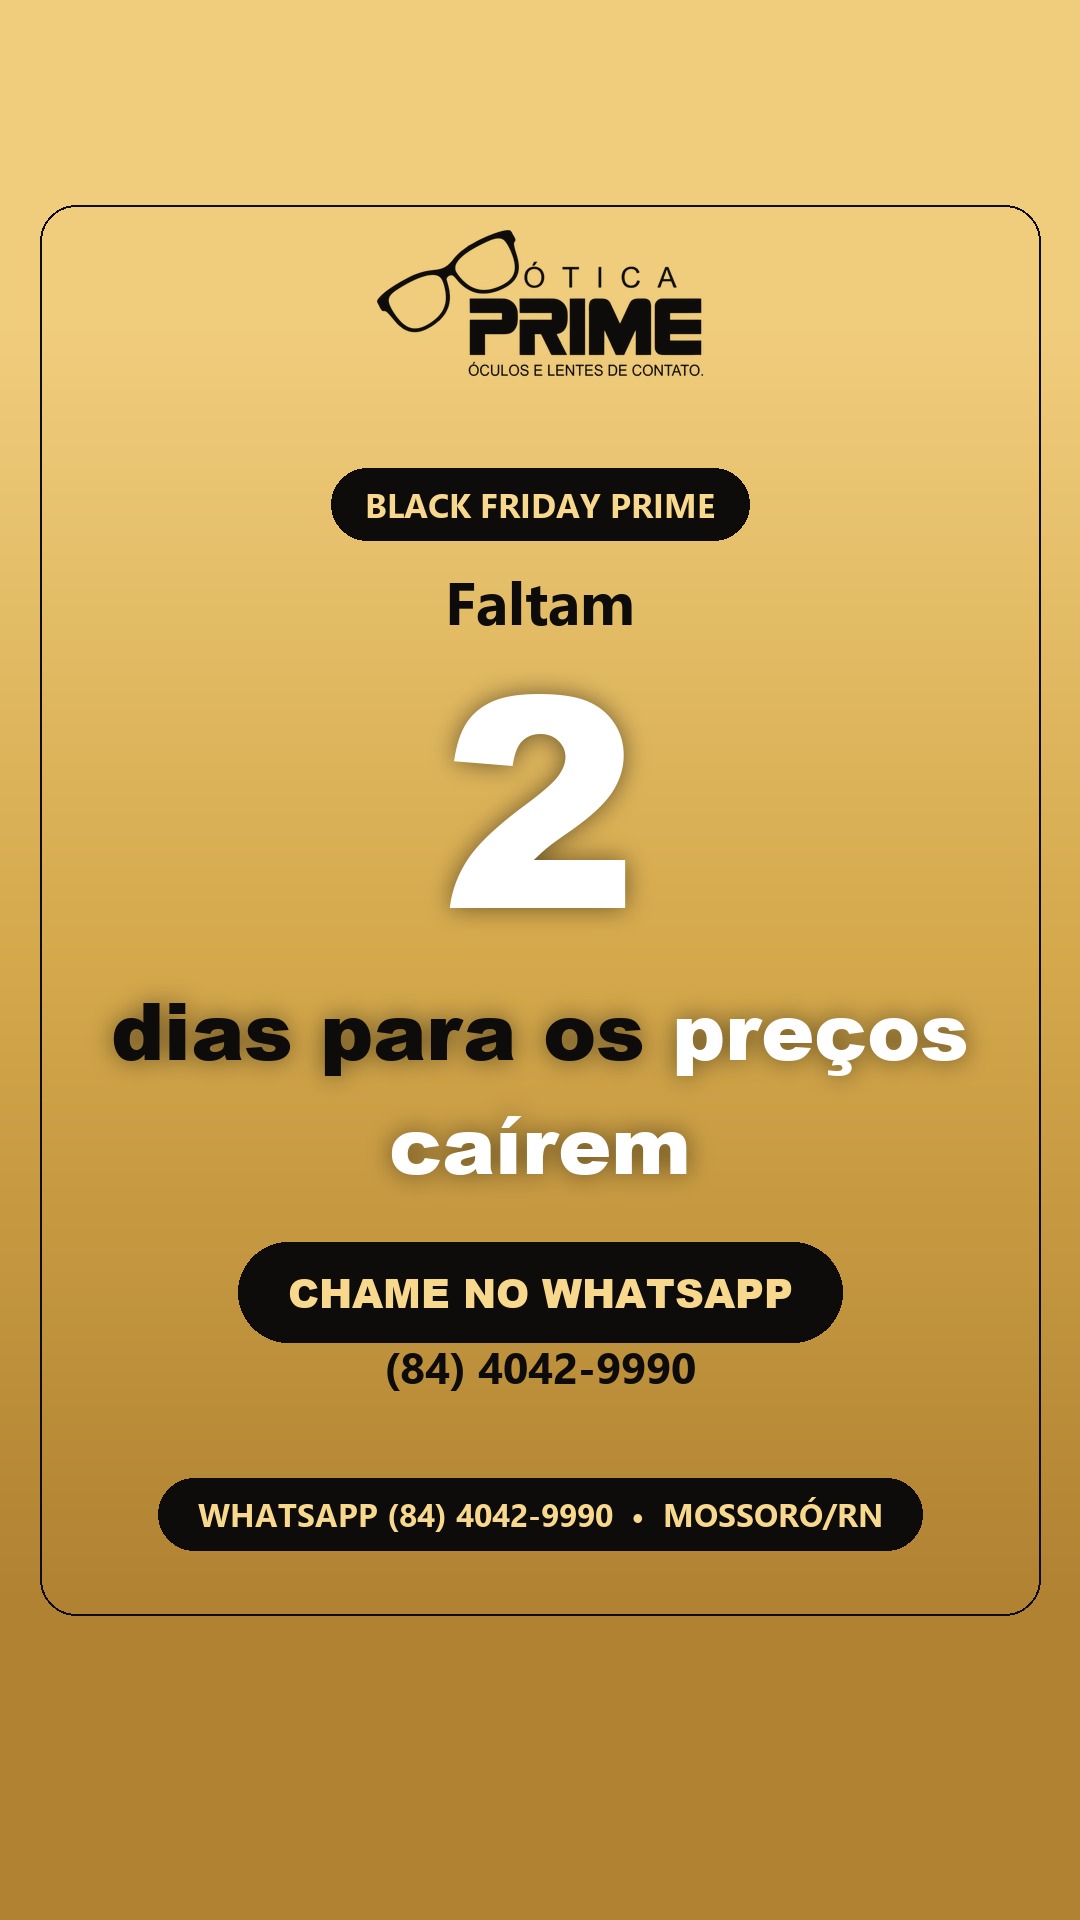 ÓTICA
PRIME
ÓCULOS E LENTES DE CONTATO.
BLACK FRIDAY PRIME
Faltam
2
dias para os preços
caírem
CHAME NO WHATSAPP
(84) 4042-9990
WHATSAPP (84) 4042-9990 • MOSSORÓ/RN